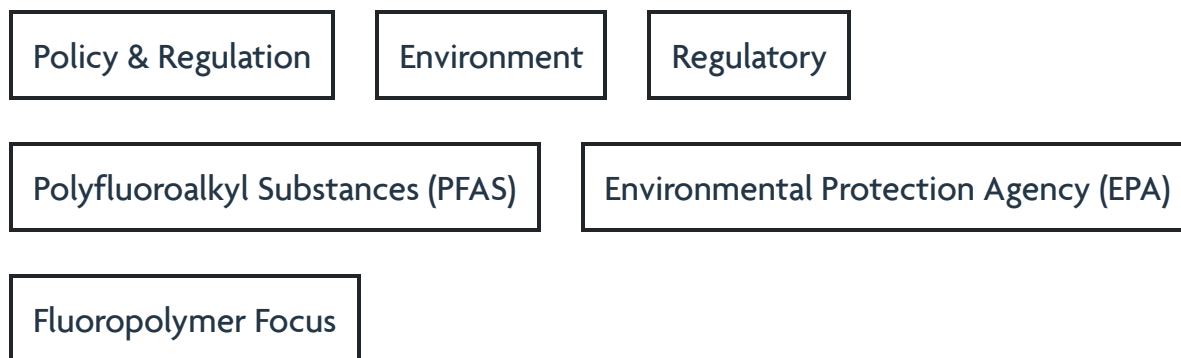 Policy & Regulation Environment Regulatory
Polyfluoroalkyl Substances (PFAS) Environmental Protection Agency (EPA)
Fluoropolymer Focus